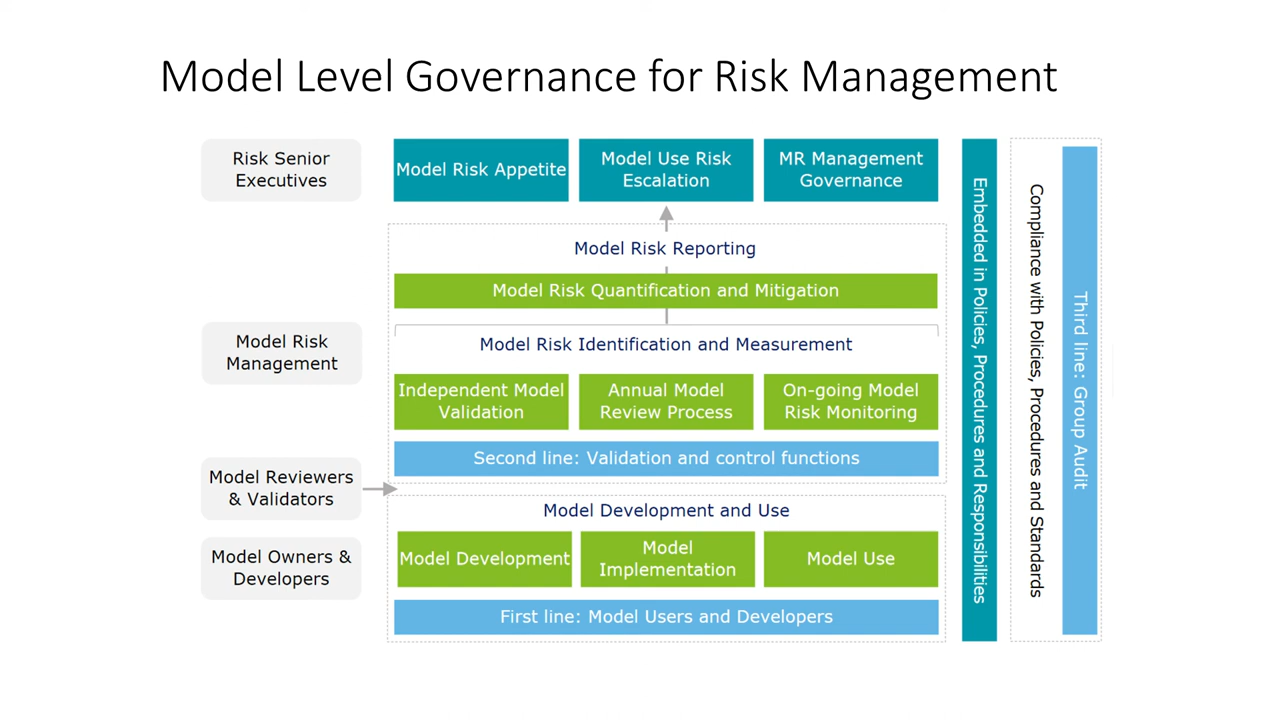 Model Level Governance for Risk Management
Risk Senior
Executives
Model Risk Appetite
Model Use Risk
Escalation
MR Management
Governance
Model Risk Reporting
Model Risk Quantification and Mitigation
Model Risk
Management
Model Risk Identification and Measurement
Independent Model
Validation
Annual Model
Review Process
On-going Model
Risk Monitoring
Second line: Validation and control functions
Model Reviewers
& Validators
Model Development and Use
Model Owners &
Developers
Model Development
Model
Implementation
Model Use
First line: Model Users and Developers
Embedded in Policies, Procedures and Responsibilities
Compliance with Policies, Procedures and Standards
Third line: Group Audit